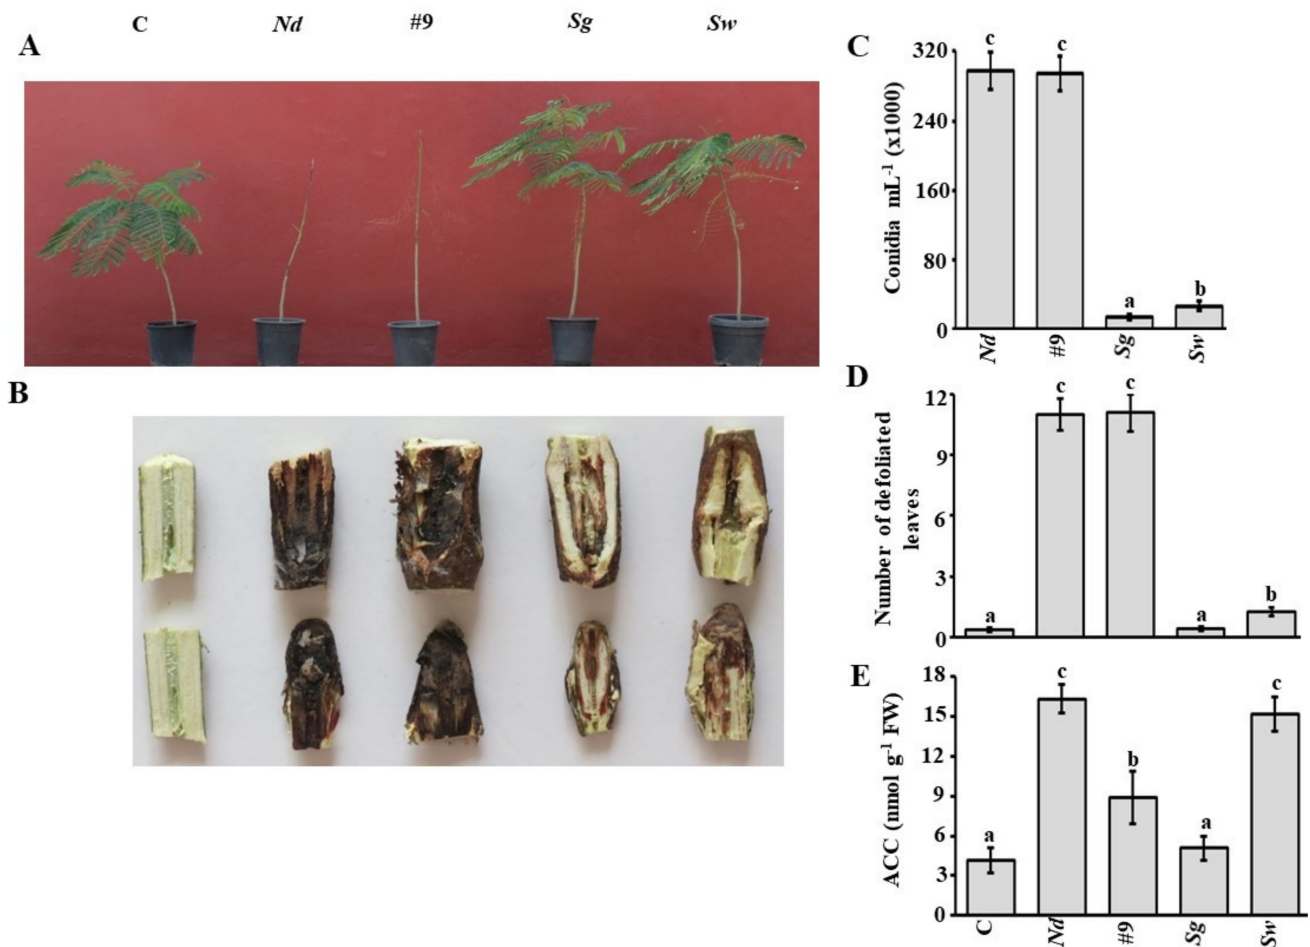 C Nd #9 Sg Sw
A
B
C
Conidia mL-1 (x1000)
320
240
160
80
0
c c a b
Nd #9 Sg Sw
D
Number of defoliated
leaves
12
9
6
3
0
a c c a b
E
ACC (nmol g-1 FW)
18
15
12
9
6
3
0
a c b a c
C Nd #9 Sg Sw